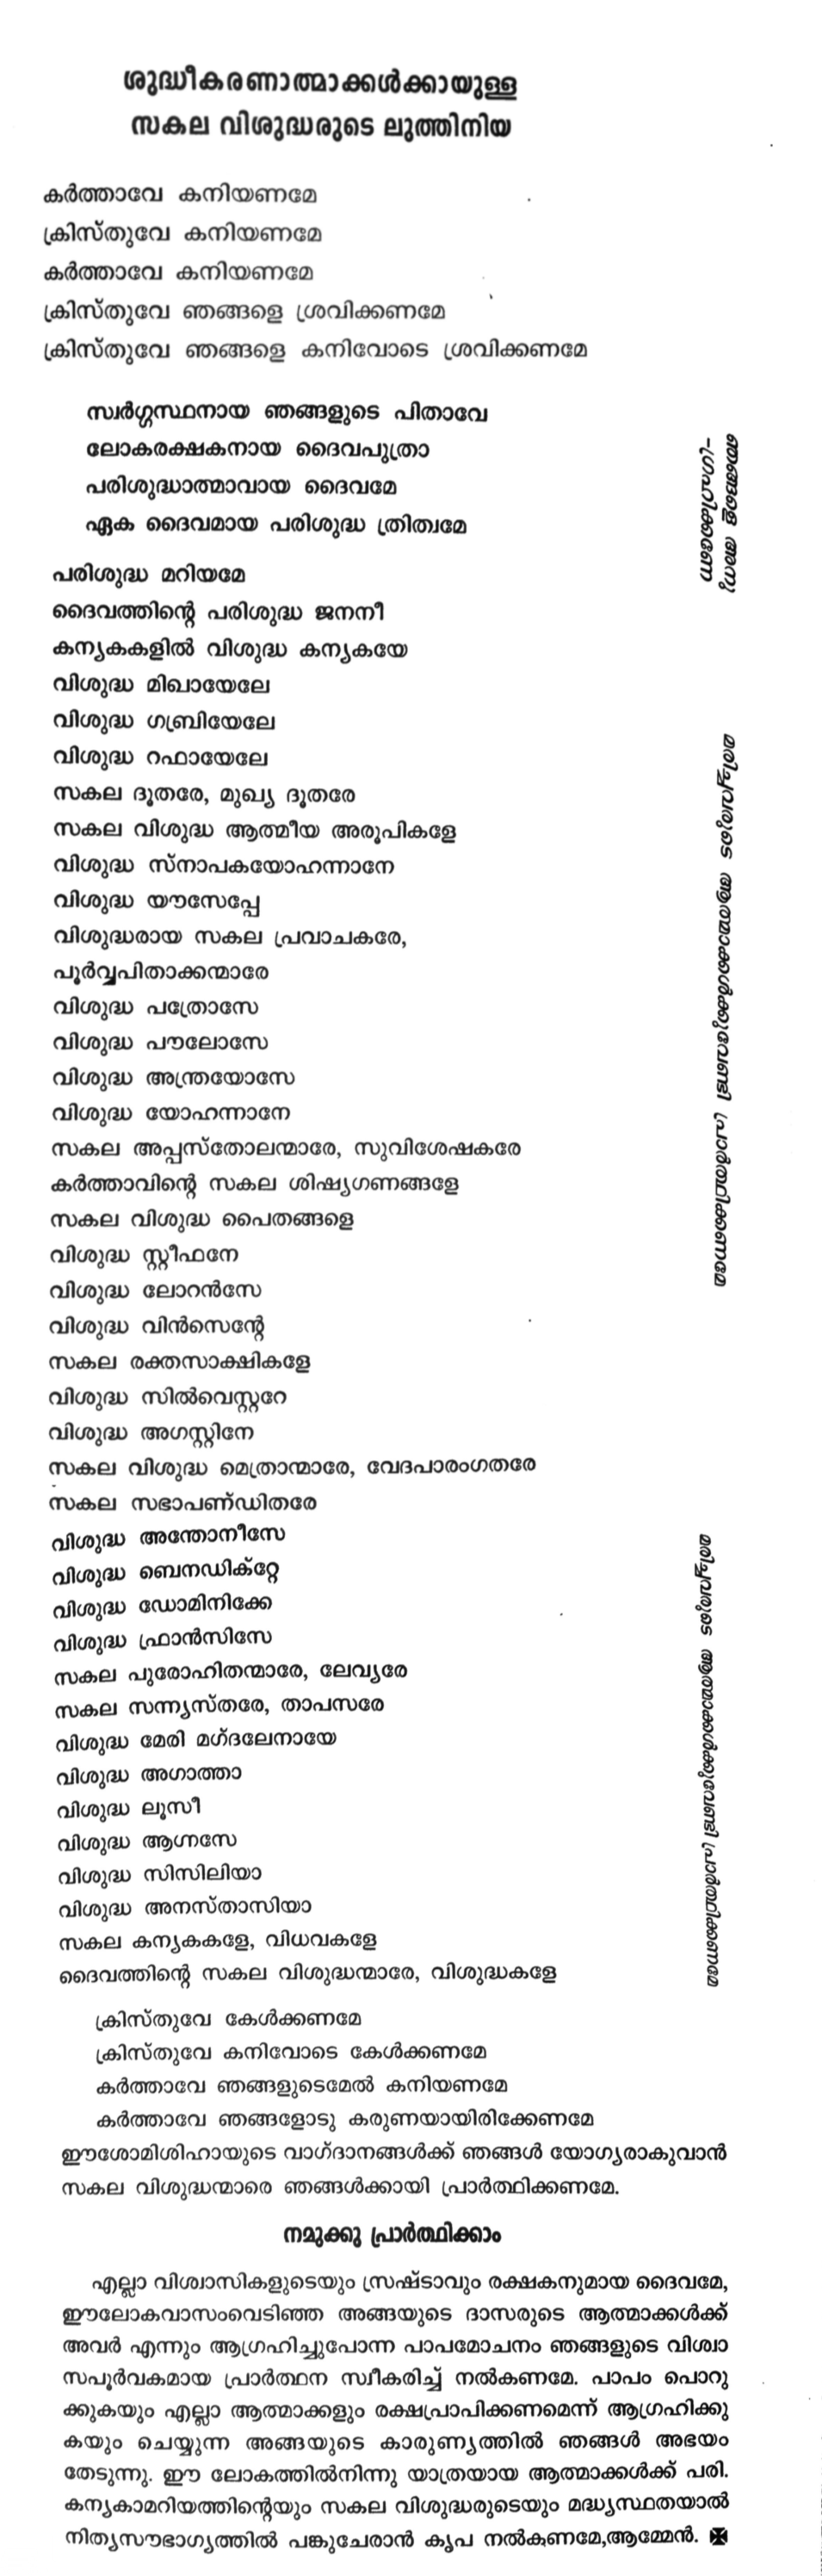 ശുദ്ധീകരണാത്മാക്കൾക്കായുള്ള
സകല വിശുദ്ധരുടെ ലുത്തിനിയ
കർത്താവേ കനിയണമേ
ക്രിസ്തുവേ കനിയണമേ
കർത്താവേ കനിയണമേ
ക്രിസ്തുവേ ഞങ്ങളെ ശ്രവിക്കണമേ
ക്രിസ്തുവേ ഞങ്ങളെ കനിവോടെ ശ്രവിക്കണമേ
സ്വർഗ്ഗസ്ഥനായ ഞങ്ങളുടെ പിതാവേ
ലോകരക്ഷകനായ ദൈവപുത്രാ
പരിശുദ്ധാത്മാവായ ദൈവമേ
ഏക ദൈവമായ പരിശുദ്ധ ത്രിത്വമേ
ഞങ്ങളെ അനു
-ഗ്രഹിക്കണേ
പരിശുദ്ധ മറിയമേ
ദൈവത്തിന്റെ പരിശുദ്ധ ജനനീ
കന്യകകളിൽ വിശുദ്ധ കന്യകയേ
വിശുദ്ധ മിഖായേലേ
വിശുദ്ധ ഗബ്രിയേലേ
വിശുദ്ധ റഫായേലേ
സകല ദൂതരേ, മുഖ്യ ദൂതരേ
സകല വിശുദ്ധ ആത്മീയ അരൂപികളേ
വിശുദ്ധ സ്നാപകയോഹന്നാനേ
വിശുദ്ധ യൗസേപ്പേ
വിശുദ്ധരായ സകല പ്രവാചകരേ,
പൂർവ്വപിതാക്കന്മാരേ
വിശുദ്ധ പത്രോസേ
വിശുദ്ധ പൗലോസേ
വിശുദ്ധ അന്ത്രയോസേ
വിശുദ്ധ യോഹന്നാനേ
സകല അപ്പസ്തോലന്മാരേ, സുവിശേഷകരേ
കർത്താവിന്റെ സകല ശിഷ്യഗണങ്ങളേ
സകല വിശുദ്ധ പൈതങ്ങളെ
വിശുദ്ധ സ്റ്റീഫനേ
വിശുദ്ധ ലോറൻസേ
വിശുദ്ധ വിൻസെന്റേ
സകല രക്തസാക്ഷികളേ
വിശുദ്ധ സിൽവെസ്റ്ററേ
വിശുദ്ധ അഗസ്റ്റിനേ
സകല വിശുദ്ധ മെത്രാന്മാരേ, വേദപാരംഗതരേ
സകല സഭാപണ്ഡിതരേ
മരിച്ചവരുടെ ആത്മാക്കൾക്കുവേണ്ടി പ്രാർത്ഥിക്കണമേ
വിശുദ്ധ അന്തോനീസേ
വിശുദ്ധ ബെനഡിക്റ്റേ
വിശുദ്ധ ഡോമിനിക്കേ
വിശുദ്ധ ഫ്രാൻസിസേ
സകല പുരോഹിതന്മാരേ, ലേവ്യരേ
സകല സന്ന്യസ്തരേ, താപസരേ
വിശുദ്ധ മേരി മഗ്ദലേനായേ
വിശുദ്ധ അഗാത്താ
വിശുദ്ധ ലൂസീ
വിശുദ്ധ ആഗ്നസേ
വിശുദ്ധ സിസിലിയാ
വിശുദ്ധ അനസ്താസിയാ
സകല കന്യകകളേ, വിധവകളേ
ദൈവത്തിന്റെ സകല വിശുദ്ധന്മാരേ, വിശുദ്ധകളേ
മരിച്ചവരുടെ ആത്മാക്കൾക്കുവേണ്ടി പ്രാർത്ഥിക്കണമേ
ക്രിസ്തുവേ കേൾക്കണമേ
ക്രിസ്തുവേ കനിവോടെ കേൾക്കണമേ
കർത്താവേ ഞങ്ങളുടെമേൽ കനിയണമേ
കർത്താവേ ഞങ്ങളോടു കരുണയായിരിക്കേണമേ
ഈശോമിശിഹായുടെ വാഗ്ദാനങ്ങൾക്ക് ഞങ്ങൾ യോഗ്യരാകുവാൻ
സകല വിശുദ്ധന്മാരെ ഞങ്ങൾക്കായി പ്രാർത്ഥിക്കണമേ.
നമുക്കു പ്രാർത്ഥിക്കാം
എല്ലാ വിശ്വാസികളുടെയും സ്രഷ്ടാവും രക്ഷകനുമായ ദൈവമേ,
ഈലോകവാസംവെടിഞ്ഞ അങ്ങയുടെ ദാസരുടെ ആത്മാക്കൾക്ക്
അവർ എന്നും ആഗ്രഹിച്ചുപോന്ന പാപമോചനം ഞങ്ങളുടെ വിശ്വാ
സപൂർവകമായ പ്രാർത്ഥന സ്വീകരിച്ച് നൽകണമേ. പാപം പൊറു
ക്കുകയും എല്ലാ ആത്മാക്കളും രക്ഷപ്രാപിക്കണമെന്ന് ആഗ്രഹിക്കു
കയും ചെയ്യുന്ന അങ്ങയുടെ കാരുണ്യത്തിൽ ഞങ്ങൾ അഭയം
തേടുന്നു. ഈ ലോകത്തിൽനിന്നു യാത്രയായ ആത്മാക്കൾക്ക് പരി.
കന്യകാമറിയത്തിന്റെയും സകല വിശുദ്ധരുടെയും മദ്ധ്യസ്ഥതയാൽ
നിത്യസൗഭാഗ്യത്തിൽ പങ്കുചേരാൻ കൃപ നൽകണമേ,ആമ്മേൻ. ✠